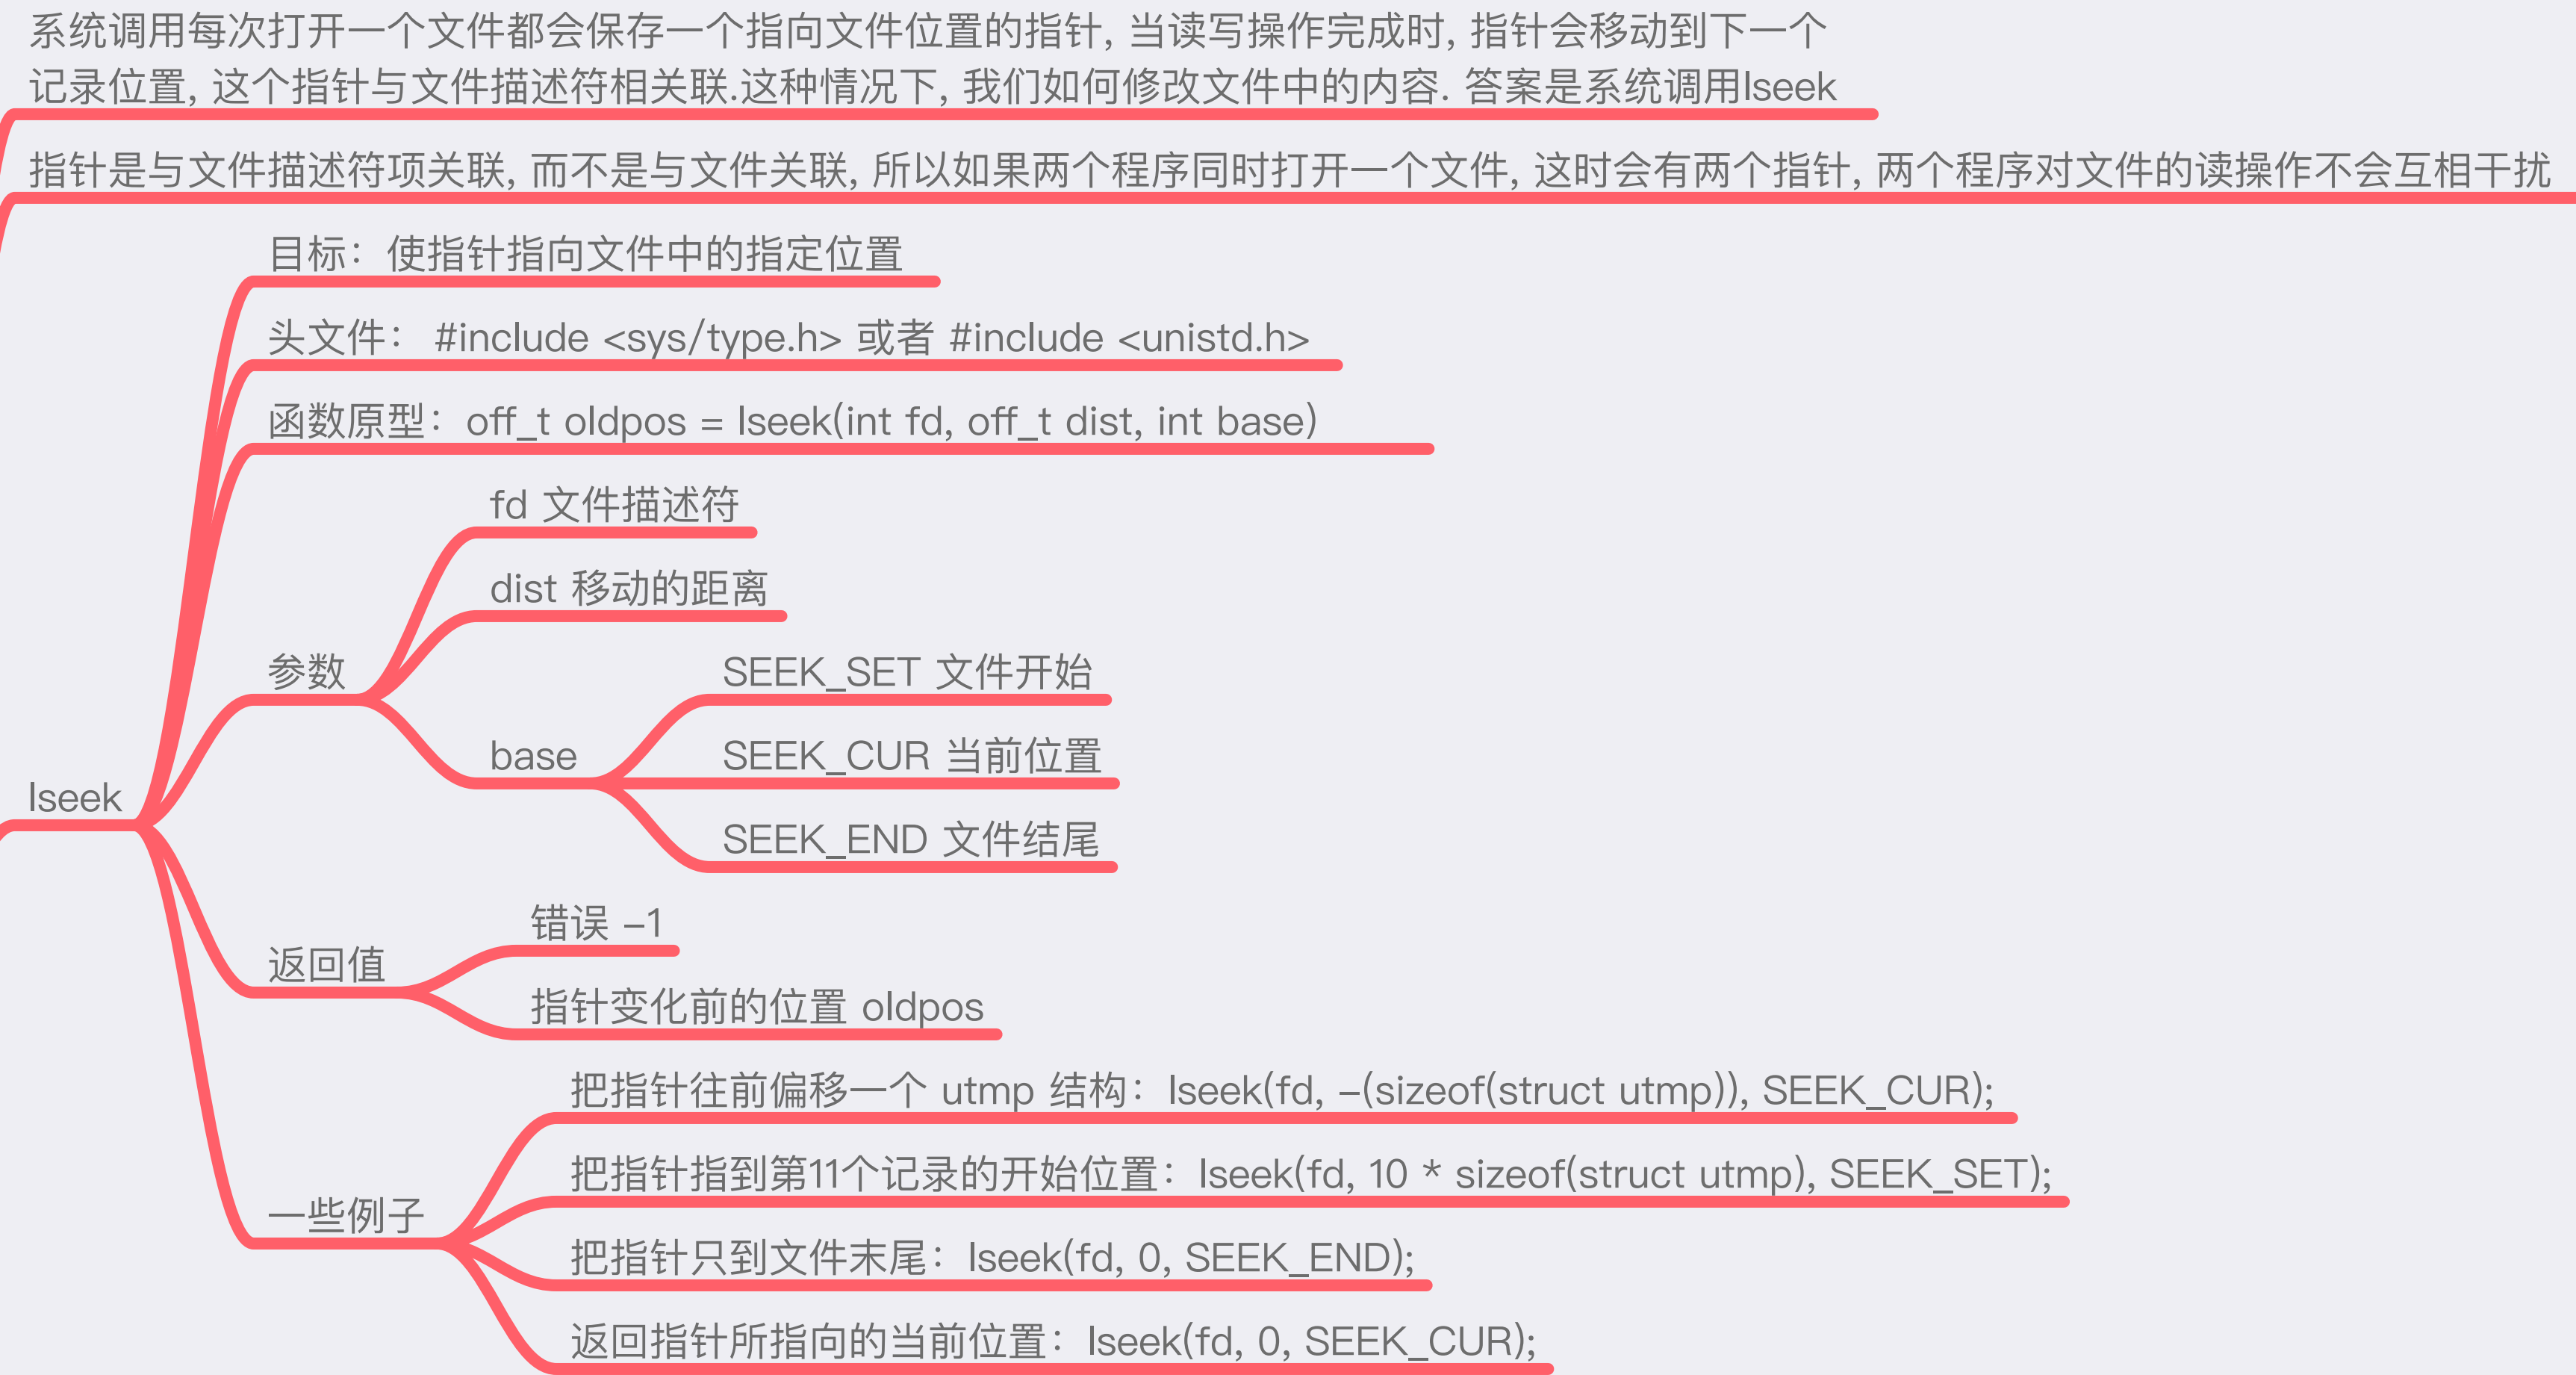 系统调用每次打开一个文件都会保存一个指向文件位置的指针, 当读写操作完成时, 指针会移动到下一个
记录位置, 这个指针与文件描述符相关联.这种情况下, 我们如何修改文件中的内容. 答案是系统调用lseek
指针是与文件描述符项关联, 而不是与文件关联, 所以如果两个程序同时打开一个文件, 这时会有两个指针, 两个程序对文件的读操作不会互相干扰
目标：使指针指向文件中的指定位置
头文件： #include <sys/type.h> 或者 #include <unistd.h>
函数原型：off_t oldpos = lseek(int fd, off_t dist, int base)
fd 文件描述符
dist 移动的距离
参数
SEEK_SET 文件开始
base
SEEK_CUR 当前位置
SEEK_END 文件结尾
lseek
错误 –1
返回值
指针变化前的位置 oldpos
把指针往前偏移一个 utmp 结构：lseek(fd, –(sizeof(struct utmp)), SEEK_CUR);
把指针指到第11个记录的开始位置：lseek(fd, 10 * sizeof(struct utmp), SEEK_SET);
一些例子
把指针只到文件末尾：lseek(fd, 0, SEEK_END);
返回指针所指向的当前位置：lseek(fd, 0, SEEK_CUR);